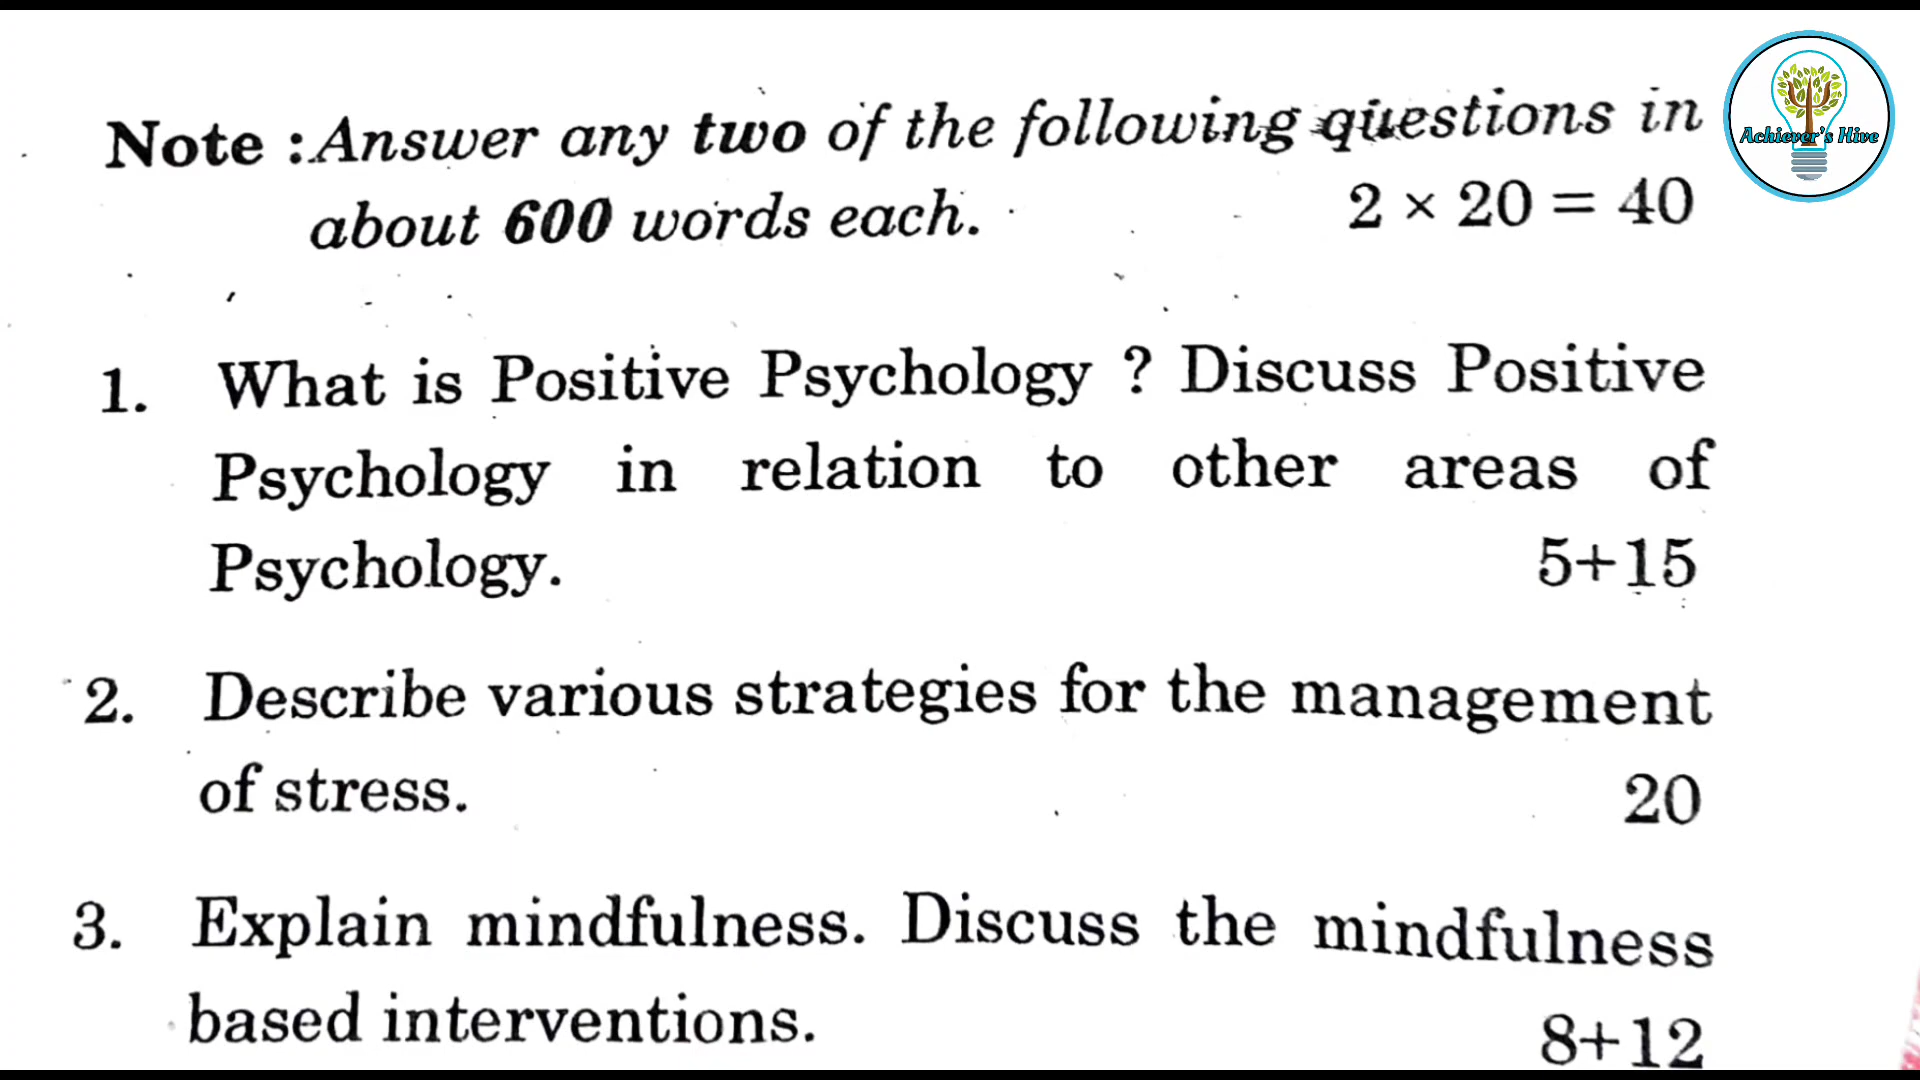 Achiever's Hive
Note : Answer any two of the following questions in
about 600 words each. 2 × 20 = 40
1. What is Positive Psychology ? Discuss Positive
Psychology in relation to other areas of
Psychology. 5+15
2. Describe various strategies for the management
of stress. 20
3. Explain mindfulness. Discuss the mindfulness
based interventions. 8+12